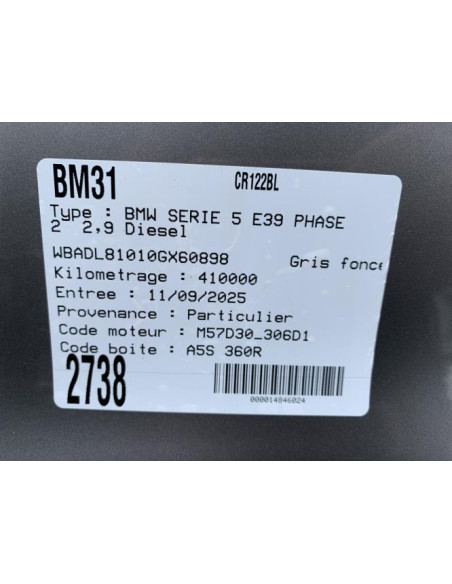 BM31 CR122BL
Type : BMW SERIE 5 E39 PHASE
2 2,9 Diesel
WBADL81010GX60898 Gris fonce
Kilometrage : 410000
Entree : 11/09/2025
Provenance : Particulier
Code moteur : M57D30_306D1
Code boite : A5S 360R
2738
000014846024